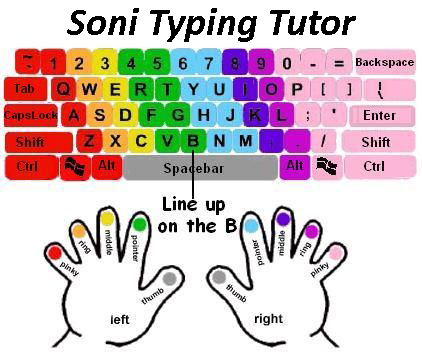 Soni Typing Tutor
~ 1 2 3 4 5 6 7 8 9 0 - = Backspace
Tab Q W E R T Y U I O P [ ] \
CapsLock A S D F G H J K L ; ' Enter
Shift Z X C V B N M , . / Shift
Ctrl Alt Spacebar Alt Ctrl
Line up
on the B
pinky ring middle pointer thumb
pointer middle ring pinky thumb
left right